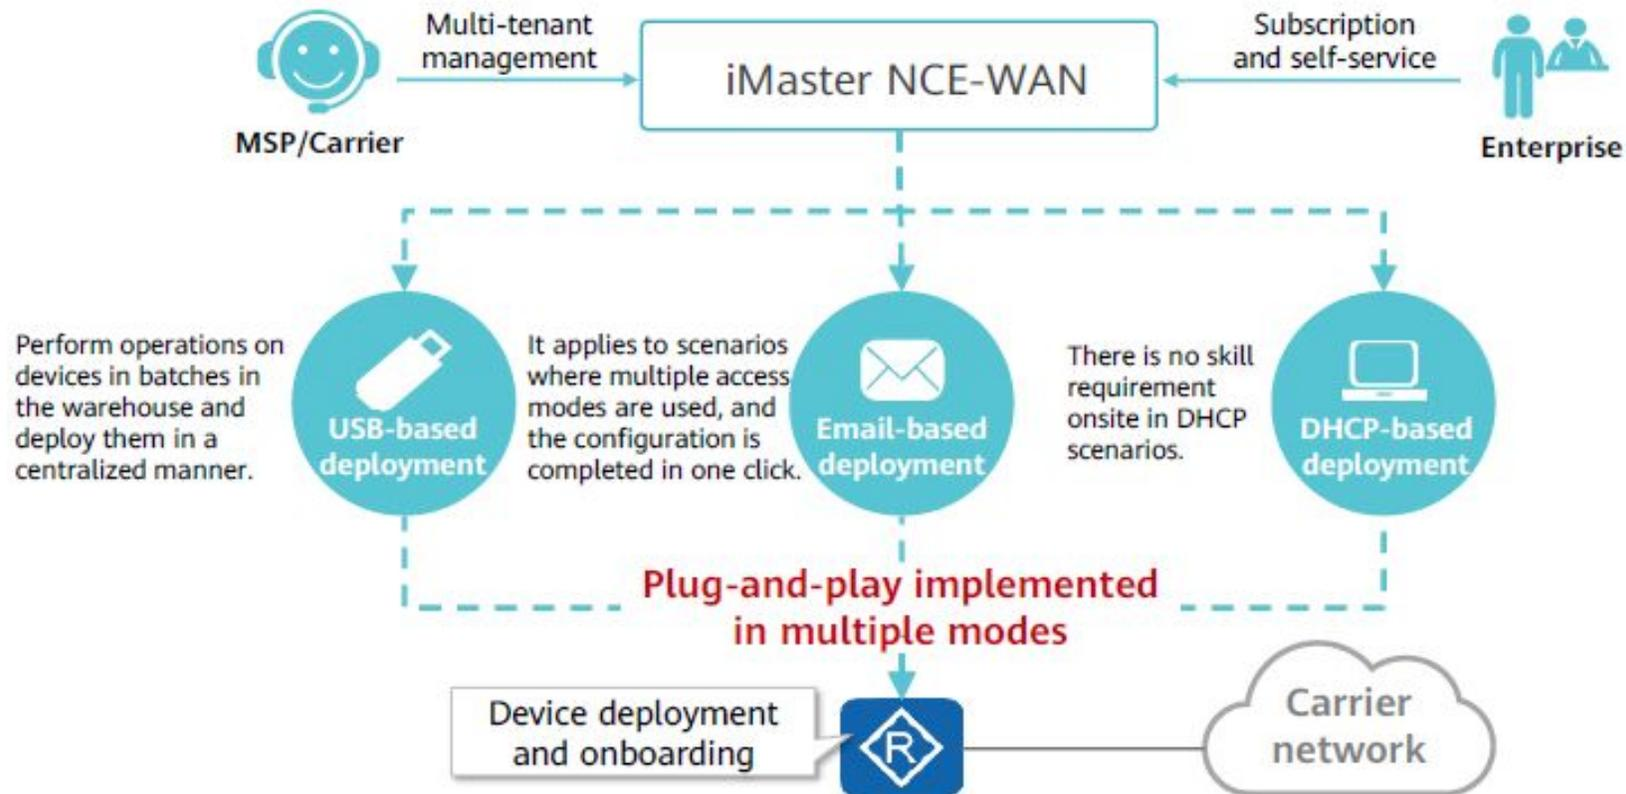 Multi-tenant
management
iMaster NCE-WAN
Subscription
and self-service
MSP/Carrier
Enterprise
Perform operations on
devices in batches in
the warehouse and
deploy them in a
centralized manner.
USB-based
deployment
It applies to scenarios
where multiple access
modes are used, and
the configuration is
completed in one click.
Email-based
deployment
There is no skill
requirement
onsite in DHCP
scenarios.
DHCP-based
deployment
Plug-and-play implemented
in multiple modes
Device deployment
and onboarding
R
Carrier
network